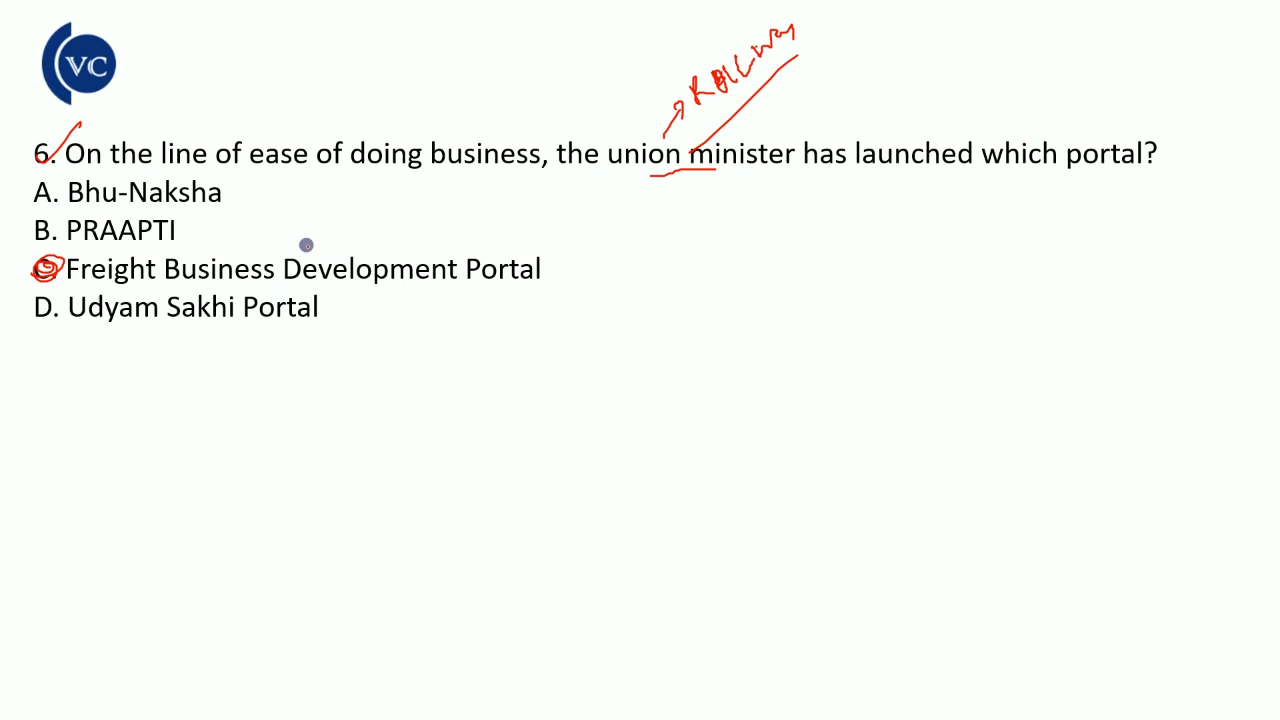 VC
RAILWAY
6. On the line of ease of doing business, the union minister has launched which portal?
A. Bhu-Naksha
B. PRAAPTI
C. Freight Business Development Portal
D. Udyam Sakhi Portal